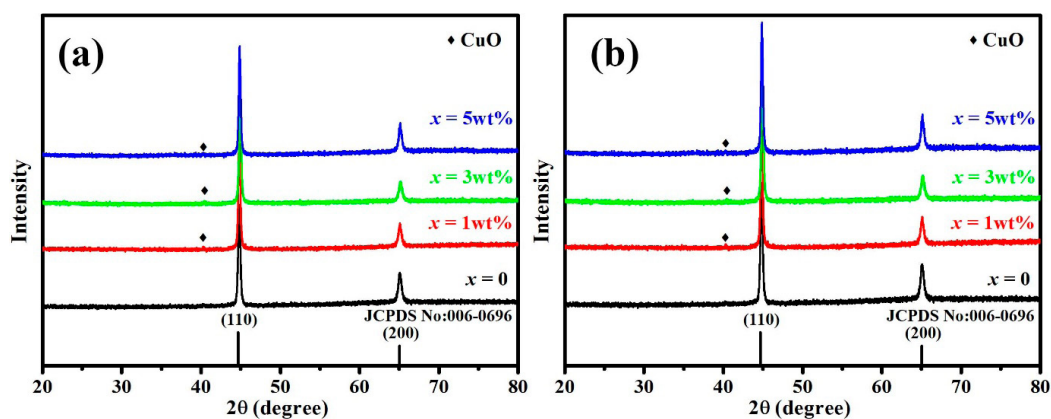 (a)
♦ CuO
x = 5wt%
x = 3wt%
x = 1wt%
x = 0
(110)
JCPDS No:006-0696
(200)
Intensity
20 30 40 50 60 70 80
2θ (degree)
(b)
♦ CuO
x = 5wt%
x = 3wt%
x = 1wt%
x = 0
(110)
JCPDS No:006-0696
(200)
Intensity
20 30 40 50 60 70 80
2θ (degree)